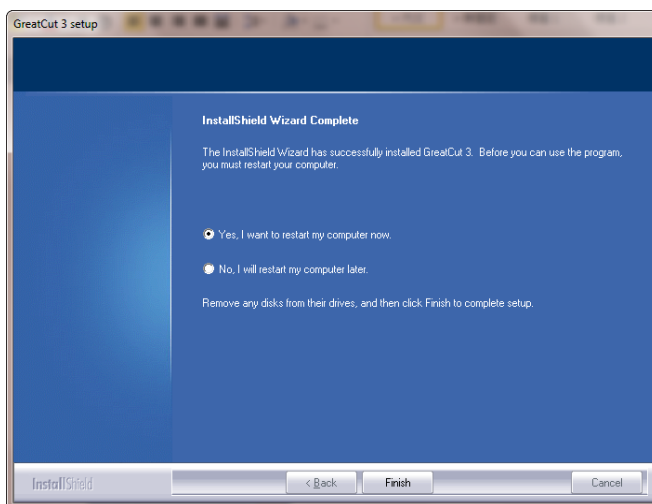 GreatCut 3 setup
InstallShield Wizard Complete
The InstallShield Wizard has successfully installed GreatCut 3. Before you can use the program,
you must restart your computer.
Yes, I want to restart my computer now.
No, I will restart my computer later.
Remove any disks from their drives, and then click Finish to complete setup.
InstallShield
< Back
Finish
Cancel